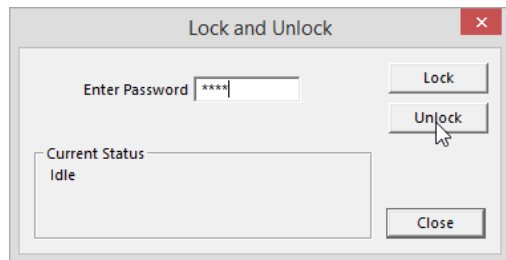 Lock and Unlock
Enter Password ****
Lock
Unlock
Current Status
Idle
Close